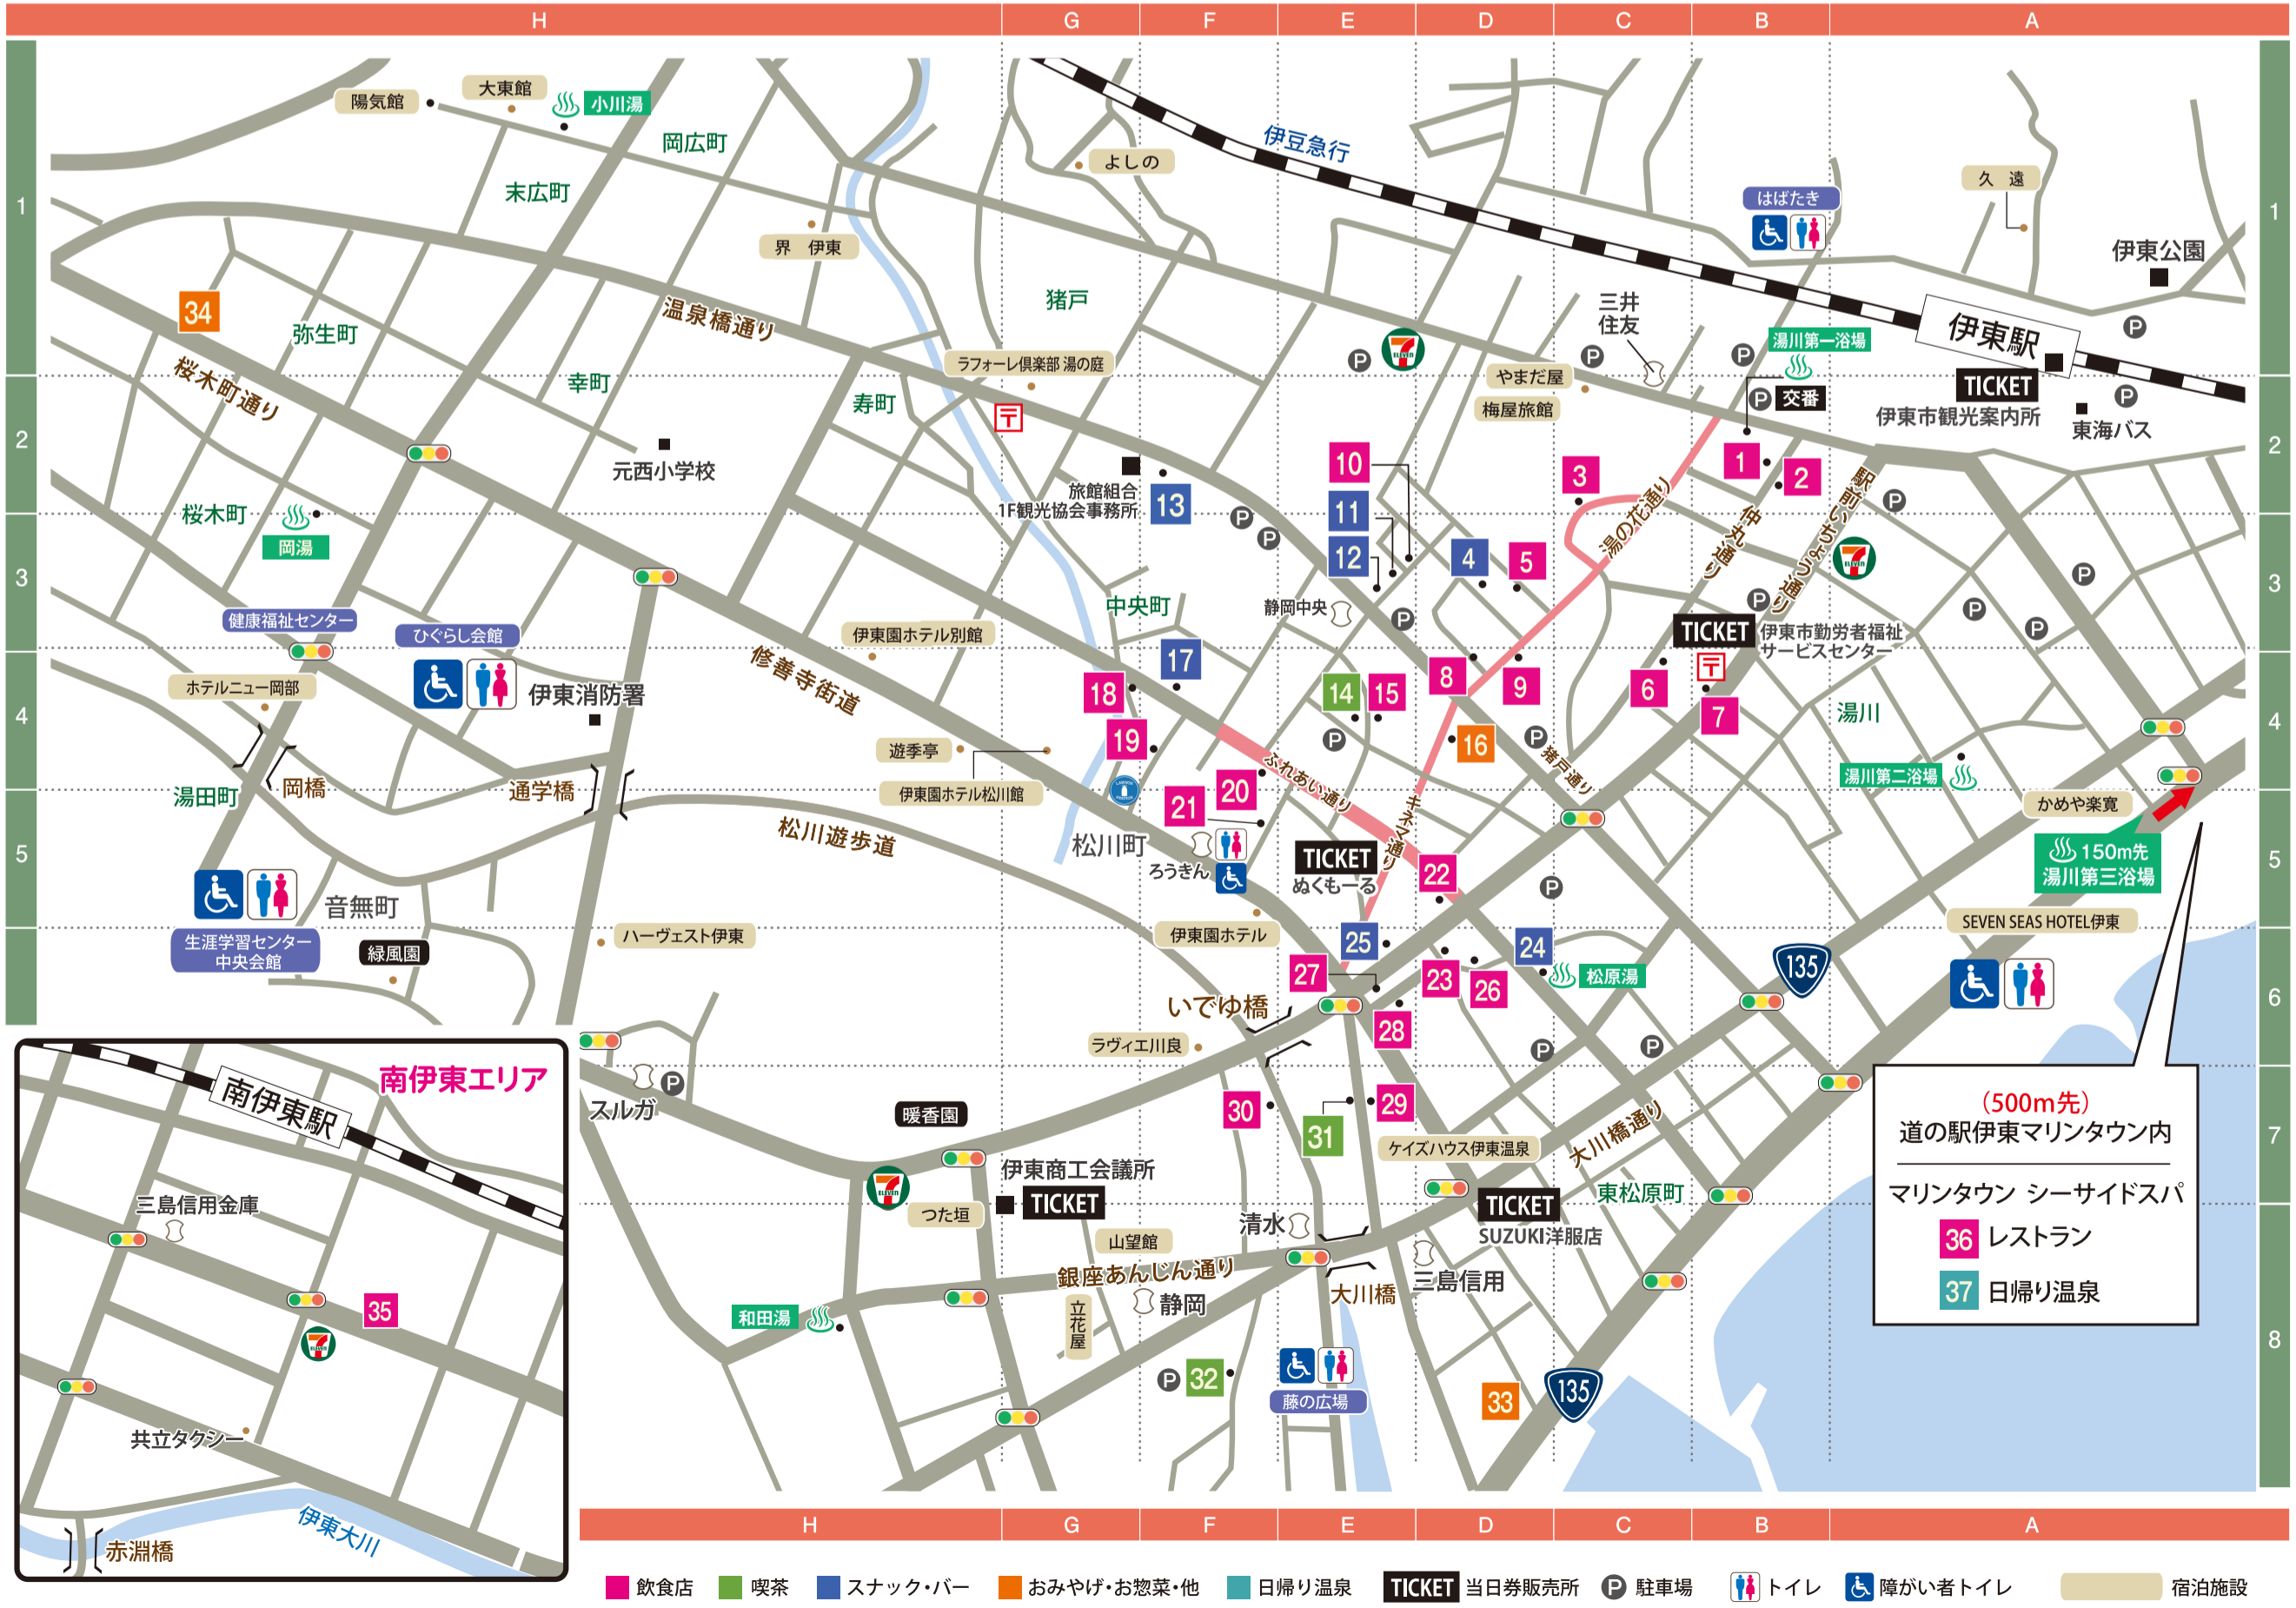 H G F E D C B A
1
2
3
4
5
6
7
8
陽気館
大東館
小川湯
岡広町
末広町
界 伊東
よしの
伊豆急行
はばたき
久 遠
伊東公園
34
弥生町
温泉橋通り
猪戸
三井
住友
湯川第一浴場
伊東駅
桜木町通り
幸町
寿町
ラフォーレ倶楽部 湯の庭
7
ELEVEN
やまだ屋
梅屋旅館
交番
TICKET
伊東市観光案内所
東海バス
元西小学校
〒
旅館組合
1F観光協会事務所
13
10
11
12
3
1
2
湯の花通り
仲丸通り
駅前いちょう通り
桜木町
岡湯
4
5
7
ELEVEN
中央町
静岡中央
健康福祉センター
ひぐらし会館
伊東園ホテル別館
TICKET
伊東市勤労者福祉
サービスセンター
〒
ホテルニュー岡部
伊東消防署
修善寺街道
17
18
19
14
15
8
9
6
7
湯川
16
猪戸通り
遊季亭
伊東園ホテル松川館
ふれあい通り
キネマ通り
湯川第二浴場
かめや楽寛
湯田町
岡橋
通学橋
松川遊歩道
松川町
20
21
ろうきん
TICKET
ぬくもーる
22
150m先
湯川第三浴場
音無町
生涯学習センター
中央会館
緑風園
ハーヴェスト伊東
伊東園ホテル
25
24
松原湯
SEVEN SEAS HOTEL伊東
135
27
23
26
28
いでゆ橋
ラヴィエ川良
スルガ
暖香園
30
31
29
ケイズハウス伊東温泉
大川橋通り
東松原町
7
ELEVEN
つた垣
伊東商工会議所
TICKET
山望館
清水
TICKET
SUZUKI洋服店
銀座あんじん通り
静岡
立花屋
大川橋
三島信用
和田湯
32
藤の広場
33
135
(500m先)
道の駅伊東マリンタウン内
マリンタウン シーサイドスパ
36 レストラン
37 日帰り温泉
南伊東エリア
南伊東駅
三島信用金庫
35
7
ELEVEN
共立タクシー
伊東大川
赤淵橋
H G F E D C B A
飲食店 喫茶 スナック・バー おみやげ・お惣菜・他 日帰り温泉 TICKET 当日券販売所 P 駐車場 トイレ 障がい者トイレ 宿泊施設